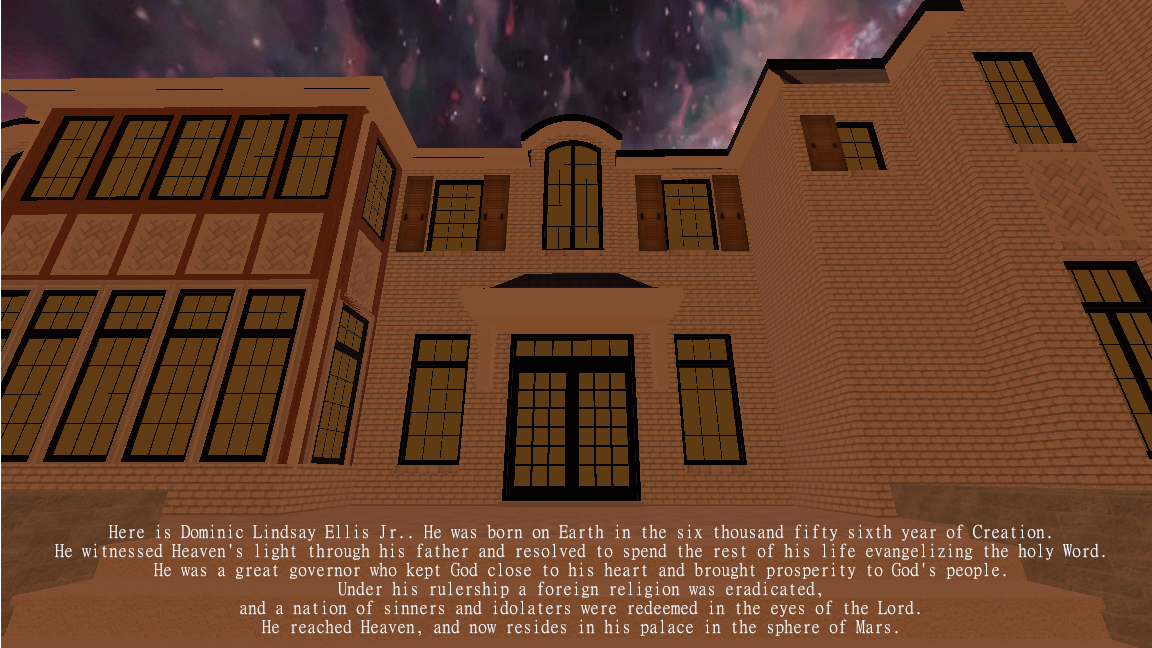 Here is Dominic Lindsay Ellis Jr.. He was born on Earth in the six thousand fifty sixth year of Creation.
He witnessed Heaven's light through his father and resolved to spend the rest of his life evangelizing the holy Word.
He was a great governor who kept God close to his heart and brought prosperity to God's people.
Under his rulership a foreign religion was eradicated,
and a nation of sinners and idolaters were redeemed in the eyes of the Lord.
He reached Heaven, and now resides in his palace in the sphere of Mars.